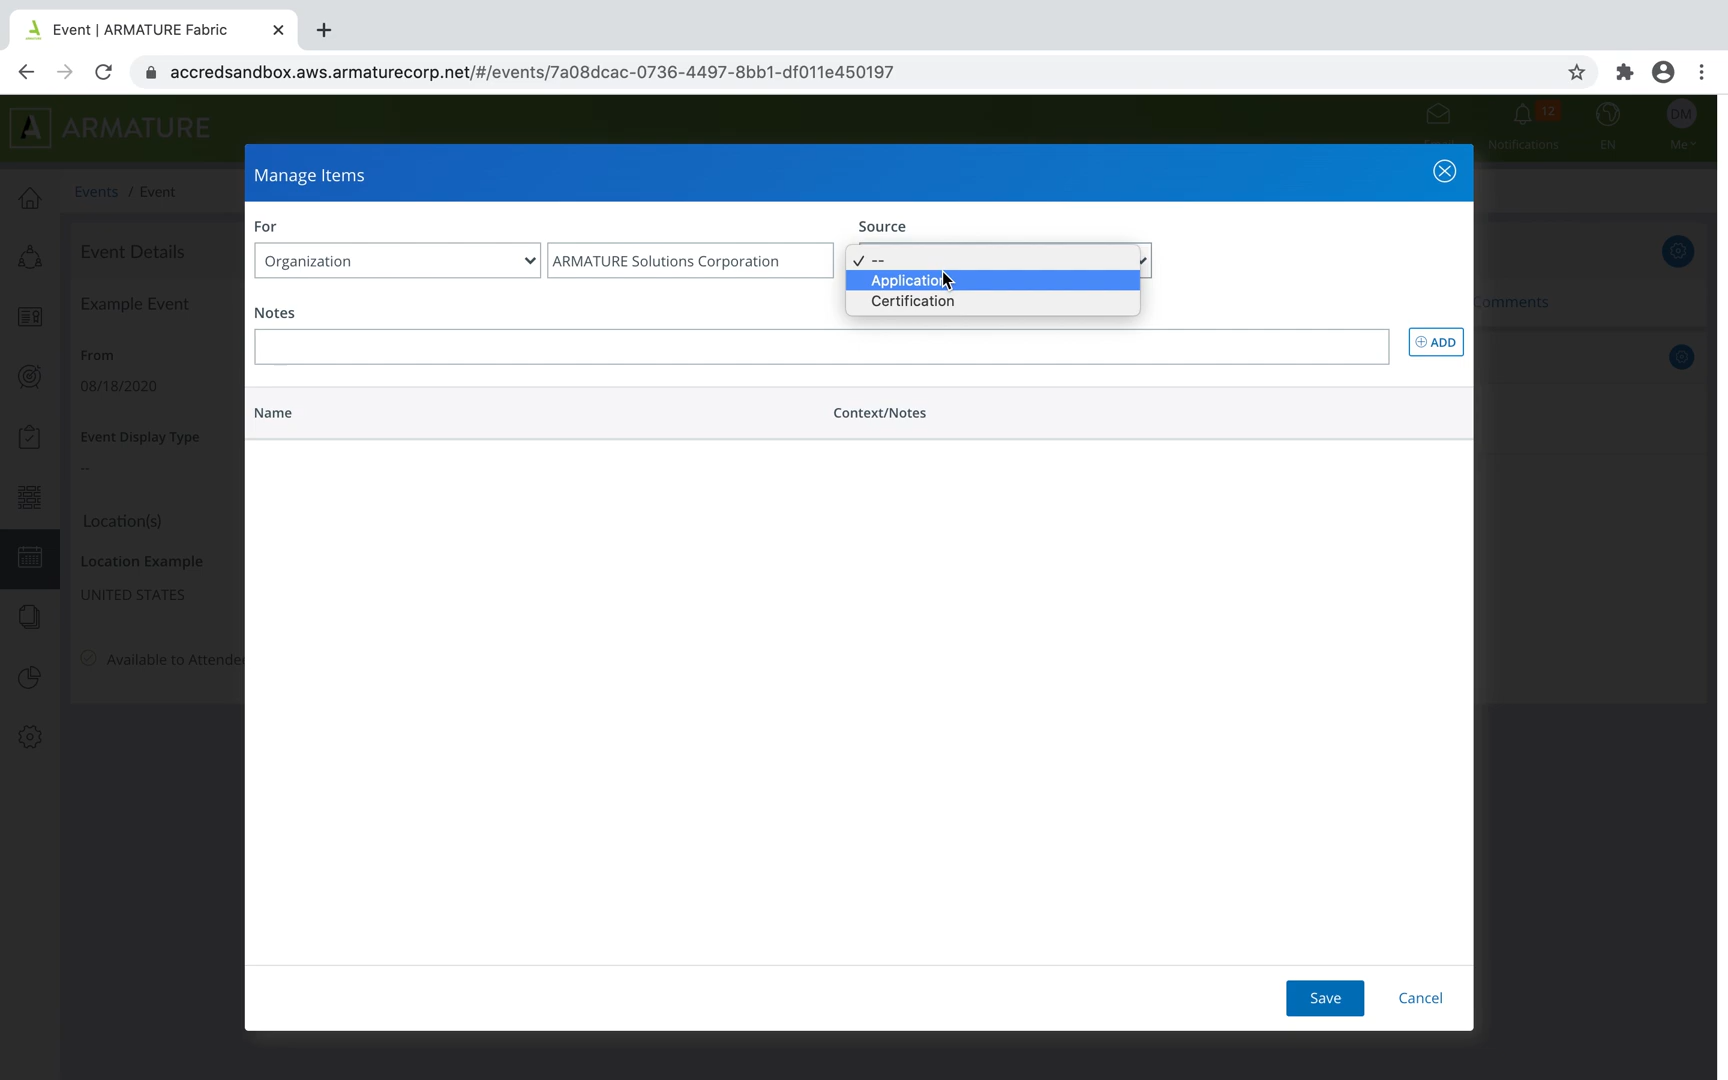 Event | ARMATURE Fabric
accredsandbox.aws.armaturecorp.net/#/events/7a08dcac-0736-4497-8bb1-df011e450197
ARMATURE
12
DM
Notifications
EN
Me
Events / Event
Manage Items
For
Source
Organization
ARMATURE Solutions Corporation
--
Application
Certification
Notes
ADD
Name
Context/Notes
Event Details
Example Event
From
08/18/2020
Event Display Type
--
Location(s)
Location Example
UNITED STATES
Available to Attende
Comments
Save
Cancel